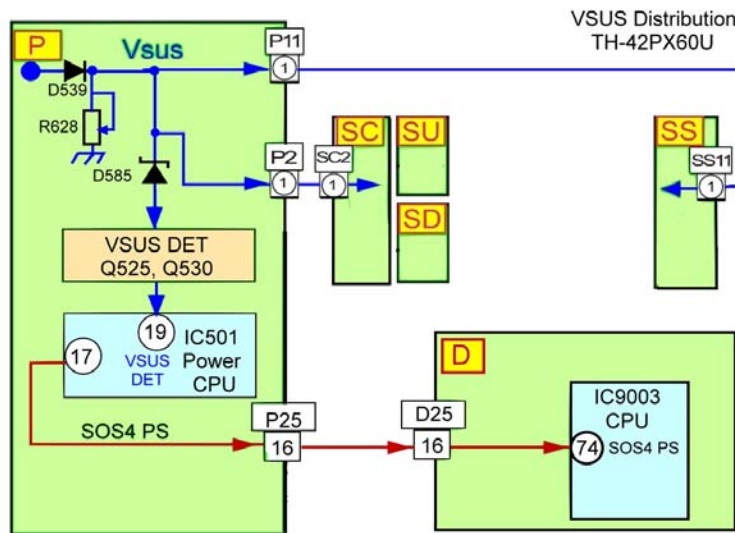 VSUS Distribution
TH-42PX60U
P
Vsus
P11
1
D539
R628
D585
P2
1
SC2
1
SC
SU
SD
SS
SS11
1
VSUS DET
Q525, Q530
19
IC501
Power
CPU
17
VSUS
DET
SOS4 PS
P25
16
D25
16
D
IC9003
CPU
74
SOS4 PS